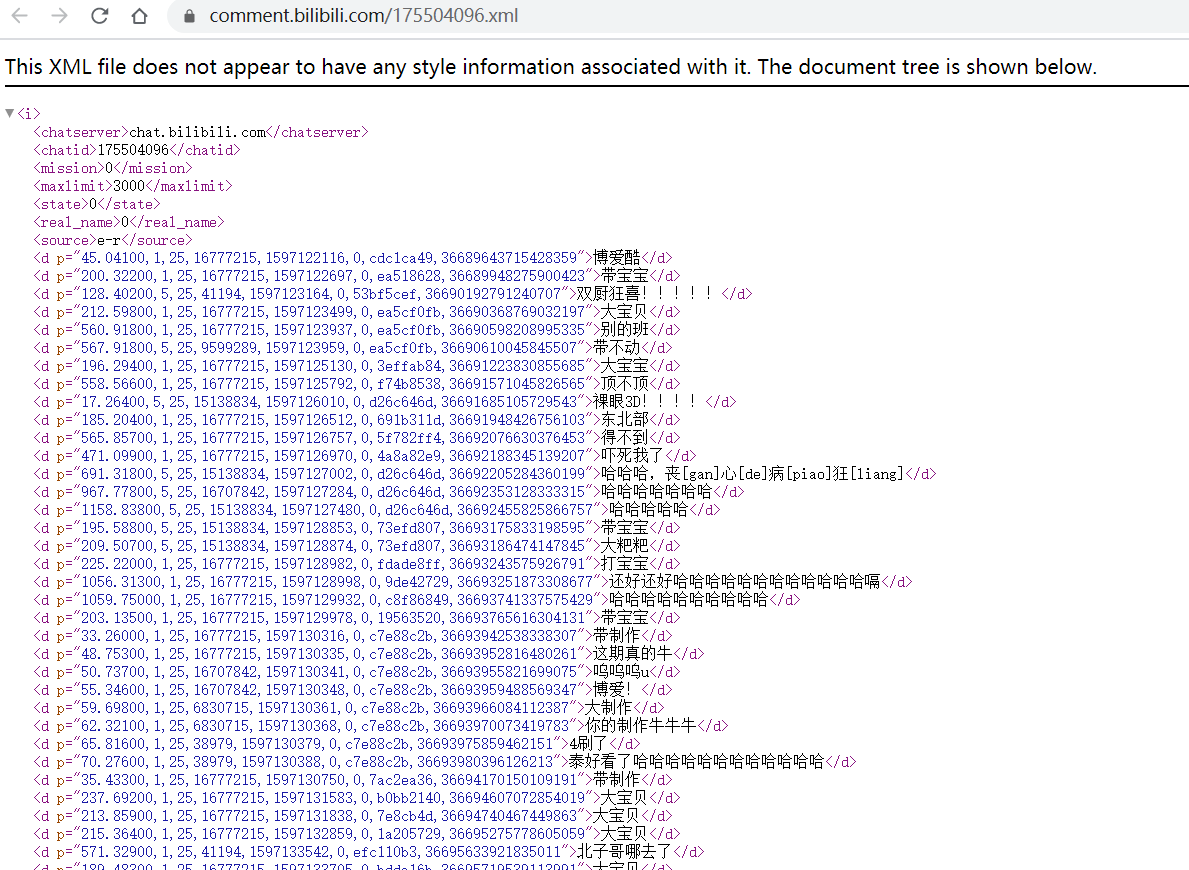 comment.bilibili.com/175504096.xml
This XML file does not appear to have any style information associated with it. The document tree is shown below.
▼<i>
<chatserver>chat.bilibili.com</chatserver>
<chatid>175504096</chatid>
<mission>0</mission>
<maxlimit>3000</maxlimit>
<state>0</state>
<real_name>0</real_name>
<source>e-r</source>
<d p="45.04100,1,25,16777215,1597122116,0,cdc1ca49,36689643715428359">博爱酷</d>
<d p="200.32200,1,25,16777215,1597122697,0,ea518628,36689948275900423">带宝宝</d>
<d p="128.40200,5,25,41194,1597123164,0,53bf5cef,36690192791240707">双厨狂喜！！！！！</d>
<d p="212.59800,1,25,16777215,1597123499,0,ea5cf0fb,36690368769032197">大宝贝</d>
<d p="560.91800,1,25,16777215,1597123937,0,ea5cf0fb,36690598208995335">别的班</d>
<d p="567.91800,5,25,9599289,1597123959,0,ea5cf0fb,36690610045845507">带不动</d>
<d p="196.29400,1,25,16777215,1597125130,0,3effab84,36691223830855685">大宝宝</d>
<d p="558.56600,1,25,16777215,1597125792,0,f74b8538,36691571045826565">顶不顶</d>
<d p="17.26400,5,25,15138834,1597126010,0,d26c646d,36691685105729543">裸眼3D！！！！</d>
<d p="185.20400,1,25,16777215,1597126512,0,691b311d,36691948426756103">东北部</d>
<d p="565.85700,1,25,16777215,1597126757,0,5f782ff4,36692076630376453">得不到</d>
<d p="471.09900,1,25,16777215,1597126970,0,4a8a82e9,36692188345139207">吓死我了</d>
<d p="691.31800,5,25,15138834,1597127002,0,d26c646d,36692205284360199">哈哈哈，丧[gan]心[de]病[piao]狂[liang]</d>
<d p="967.77800,5,25,16707842,1597127284,0,d26c646d,36692353128333315">哈哈哈哈哈哈哈</d>
<d p="1158.83800,5,25,15138834,1597127480,0,d26c646d,36692455825866757">哈哈哈哈哈</d>
<d p="195.58800,5,25,15138834,1597128853,0,73efd807,36693175833198595">带宝宝</d>
<d p="209.50700,5,25,15138834,1597128874,0,73efd807,36693186474147845">大粑粑</d>
<d p="225.22000,1,25,16777215,1597128982,0,fdade8ff,36693243575926791">打宝宝</d>
<d p="1056.31300,1,25,16777215,1597128998,0,9de42729,36693251873308677">还好还好哈哈哈哈哈哈哈哈哈哈哈哈嗝</d>
<d p="1059.75000,1,25,16777215,1597129932,0,c8f86849,36693741337575429">哈哈哈哈哈哈哈哈哈哈</d>
<d p="203.13500,1,25,16777215,1597129978,0,19563520,36693765616304131">带宝宝</d>
<d p="33.26000,1,25,16777215,1597130316,0,c7e88c2b,36693942538338307">带制作</d>
<d p="48.75300,1,25,16777215,1597130335,0,c7e88c2b,36693952816480261">这期真的牛</d>
<d p="50.73700,1,25,16707842,1597130341,0,c7e88c2b,36693955821699075">呜呜呜u</d>
<d p="55.34600,1,25,16707842,1597130348,0,c7e88c2b,36693959488569347">博爱！</d>
<d p="59.69800,1,25,6830715,1597130361,0,c7e88c2b,36693966084112387">大制作</d>
<d p="62.32100,1,25,6830715,1597130368,0,c7e88c2b,36693970073419783">你的制作牛牛牛</d>
<d p="65.81600,1,25,38979,1597130379,0,c7e88c2b,36693975859462151">4刷了</d>
<d p="70.27600,1,25,38979,1597130388,0,c7e88c2b,36693980396126213">泰好看了哈哈哈哈哈哈哈哈哈哈哈哈</d>
<d p="35.43300,1,25,16777215,1597130750,0,7ac2ea36,36694170150109191">带制作</d>
<d p="237.69200,1,25,16777215,1597131583,0,b0bb2140,36694607072854019">大宝贝</d>
<d p="213.85900,1,25,16777215,1597131838,0,7e8cb4d,36694740467449863">大宝贝</d>
<d p="215.36400,1,25,16777215,1597132859,0,1a205729,36695275778605059">大宝贝</d>
<d p="571.32900,1,25,41194,1597133542,0,efc110b3,36695633921835011">北子哥哪去了</d>